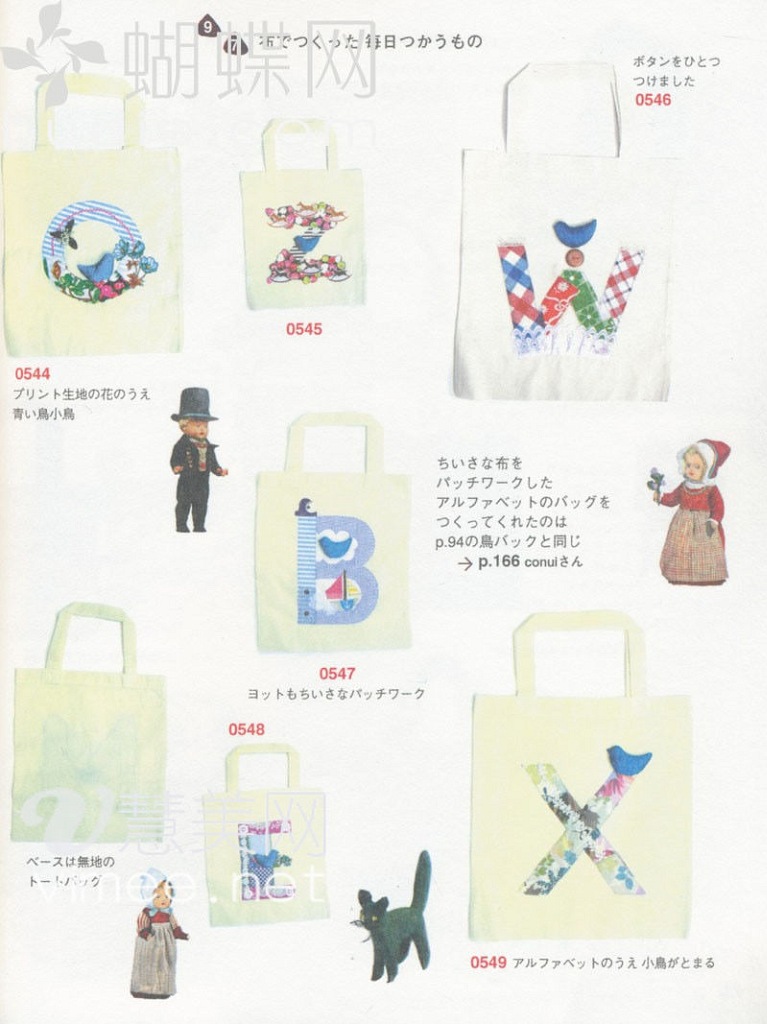 9
7 布でつくった 毎日つかうもの
蝴蝶网
ボタンをひとつ
つけました
0546
0545
0544
プリント生地の花のうえ
青い鳥小鳥
ちいさな布を
パッチワークした
アルファベットのバッグを
つくってくれたのは
p.94の鳥バックと同じ
→ p.166 conuiさん
0547
ヨットもちいさなパッチワーク
0548
慧美网
ベースは無地の
トートバッグ
vimee.net
0549 アルファベットのうえ 小鳥がとまる